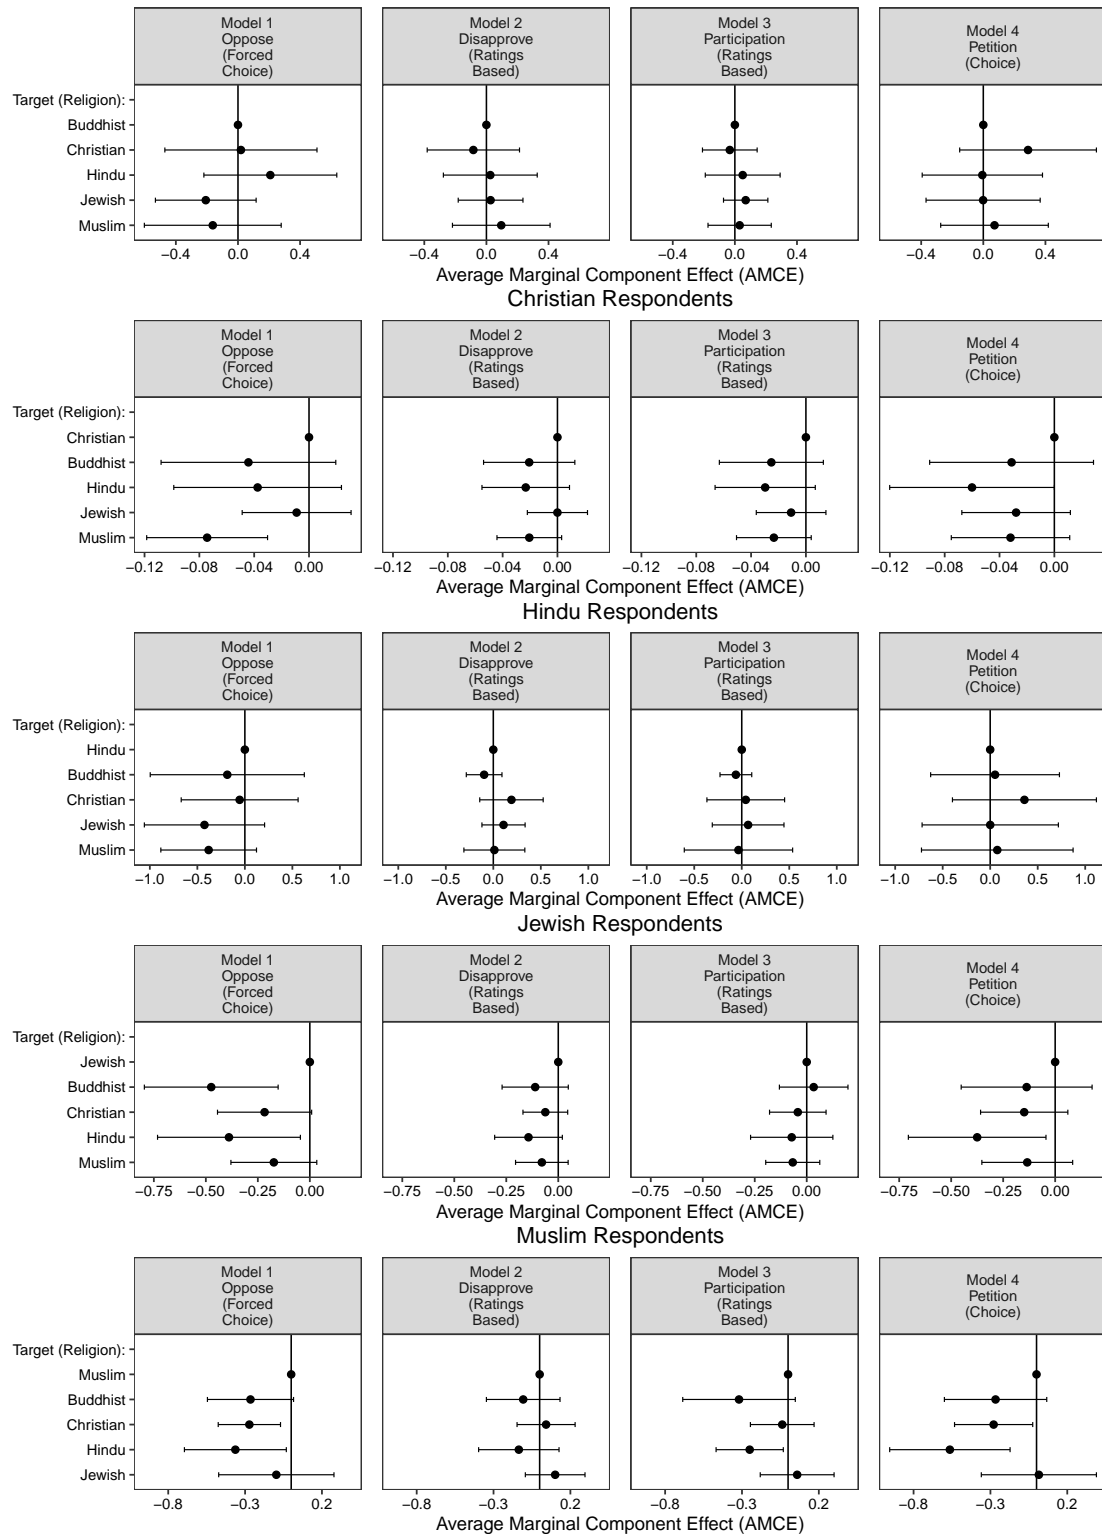 Model 1
Oppose
(Forced
Choice)
Model 2
Disapprove
(Ratings
Based)
Model 3
Participation
(Ratings
Based)
Model 4
Petition
(Choice)
Target (Religion):
Buddhist
Christian
Hindu
Jewish
Muslim
−0.4 0.0 0.4 −0.4 0.0 0.4 −0.4 0.0 0.4 −0.4 0.0 0.4
Average Marginal Component Effect (AMCE)
Christian Respondents
Model 1
Oppose
(Forced
Choice)
Model 2
Disapprove
(Ratings
Based)
Model 3
Participation
(Ratings
Based)
Model 4
Petition
(Choice)
Target (Religion):
Christian
Buddhist
Hindu
Jewish
Muslim
−0.12 −0.08 −0.04 0.00 −0.12 −0.08 −0.04 0.00 −0.12 −0.08 −0.04 0.00 −0.12 −0.08 −0.04 0.00
Average Marginal Component Effect (AMCE)
Hindu Respondents
Model 1
Oppose
(Forced
Choice)
Model 2
Disapprove
(Ratings
Based)
Model 3
Participation
(Ratings
Based)
Model 4
Petition
(Choice)
Target (Religion):
Hindu
Buddhist
Christian
Jewish
Muslim
−1.0 −0.5 0.0 0.5 1.0 −1.0 −0.5 0.0 0.5 1.0 −1.0 −0.5 0.0 0.5 1.0 −1.0 −0.5 0.0 0.5 1.0
Average Marginal Component Effect (AMCE)
Jewish Respondents
Model 1
Oppose
(Forced
Choice)
Model 2
Disapprove
(Ratings
Based)
Model 3
Participation
(Ratings
Based)
Model 4
Petition
(Choice)
Target (Religion):
Jewish
Buddhist
Christian
Hindu
Muslim
−0.75 −0.50 −0.25 0.00 −0.75 −0.50 −0.25 0.00 −0.75 −0.50 −0.25 0.00 −0.75 −0.50 −0.25 0.00
Average Marginal Component Effect (AMCE)
Muslim Respondents
Model 1
Oppose
(Forced
Choice)
Model 2
Disapprove
(Ratings
Based)
Model 3
Participation
(Ratings
Based)
Model 4
Petition
(Choice)
Target (Religion):
Muslim
Buddhist
Christian
Hindu
Jewish
−0.8 −0.3 0.2 −0.8 −0.3 0.2 −0.8 −0.3 0.2 −0.8 −0.3 0.2
Average Marginal Component Effect (AMCE)